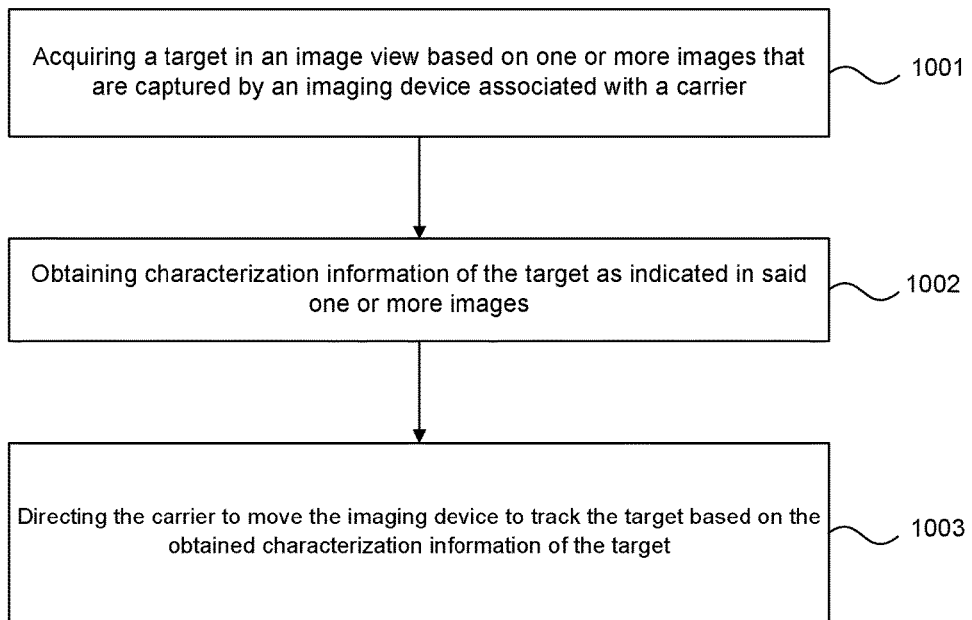 Acquiring a target in an image view based on one or more images that
are captured by an imaging device associated with a carrier
1001
Obtaining characterization information of the target as indicated in said
one or more images
1002
Directing the carrier to move the imaging device to track the target based on the
obtained characterization information of the target
1003